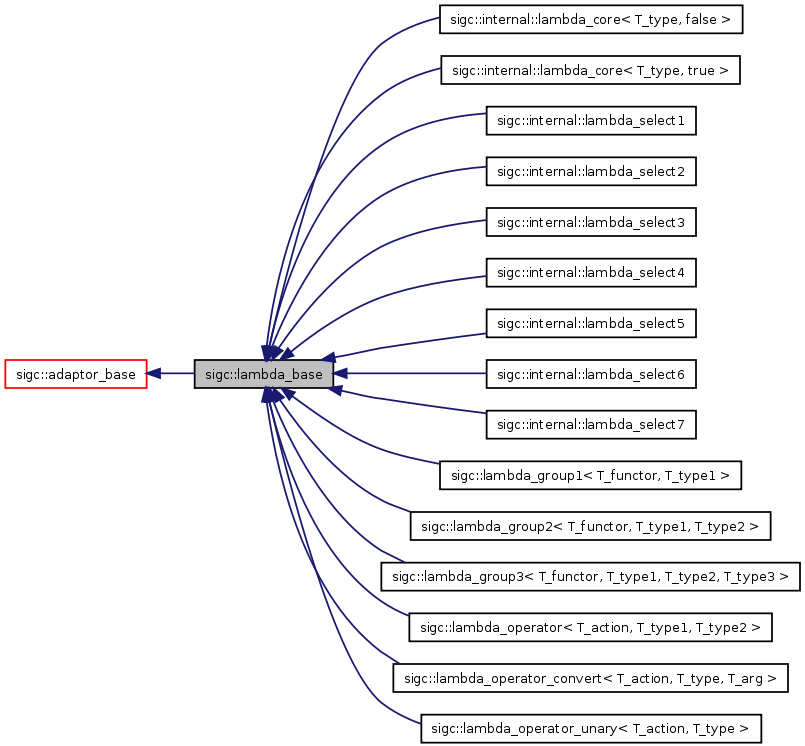 sigc::internal::lambda_core< T_type, false >
sigc::internal::lambda_core< T_type, true >
sigc::internal::lambda_select1
sigc::internal::lambda_select2
sigc::internal::lambda_select3
sigc::internal::lambda_select4
sigc::internal::lambda_select5
sigc::adaptor_base
sigc::lambda_base
sigc::internal::lambda_select6
sigc::internal::lambda_select7
sigc::lambda_group1< T_functor, T_type1 >
sigc::lambda_group2< T_functor, T_type1, T_type2 >
sigc::lambda_group3< T_functor, T_type1, T_type2, T_type3 >
sigc::lambda_operator< T_action, T_type1, T_type2 >
sigc::lambda_operator_convert< T_action, T_type, T_arg >
sigc::lambda_operator_unary< T_action, T_type >